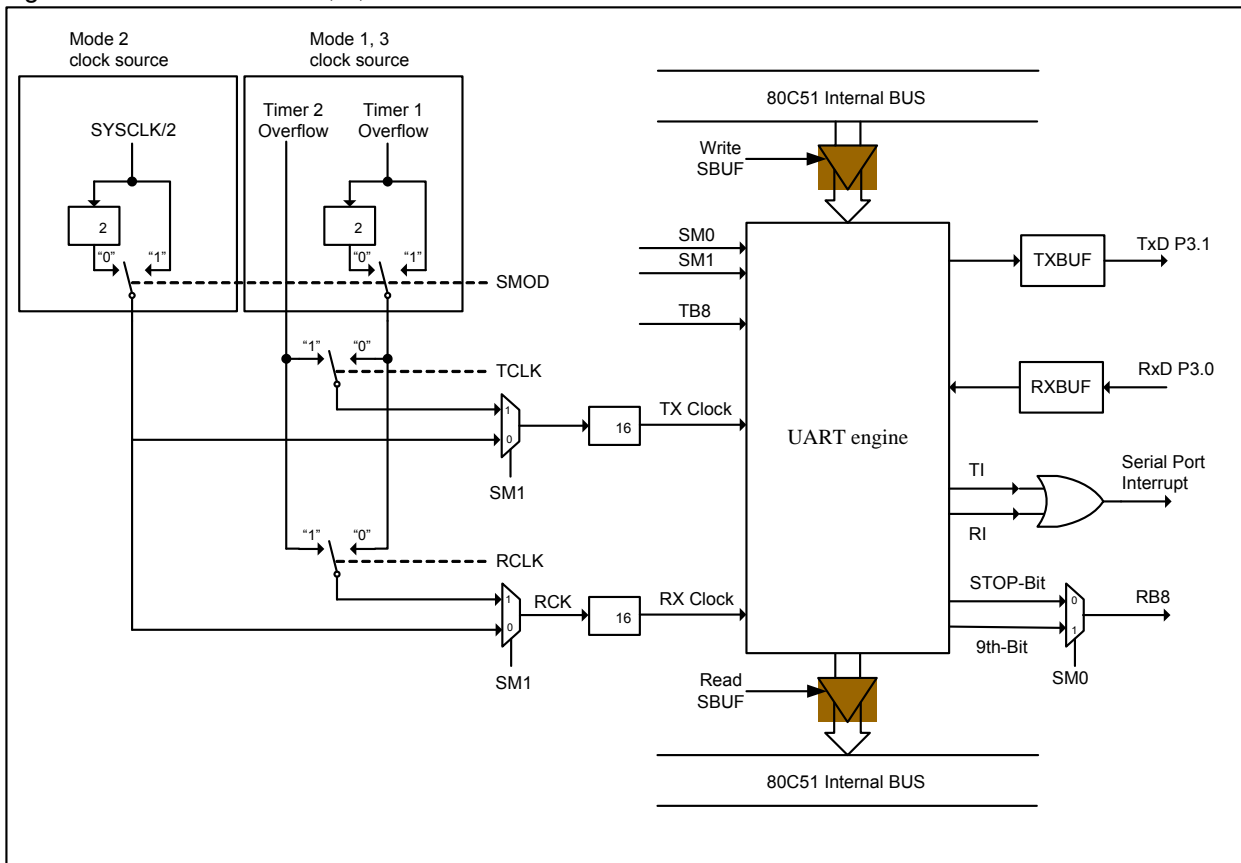 Mode 2
clock source
Mode 1, 3
clock source
SYSCLK/2
2
"0"
"1"
Timer 2
Overflow
Timer 1
Overflow
2
"0"
"1"
SMOD
"1"
"0"
TCLK
1
0
SM1
16
TX Clock
"1"
"0"
RCLK
1
0
SM1
RCK
16
RX Clock
80C51 Internal BUS
Write
SBUF
SM0
SM1
TB8
UART engine
TXBUF
TxD P3.1
RXBUF
RxD P3.0
TI
RI
Serial Port
Interrupt
STOP-Bit
9th-Bit
0
1
SM0
RB8
Read
SBUF
80C51 Internal BUS